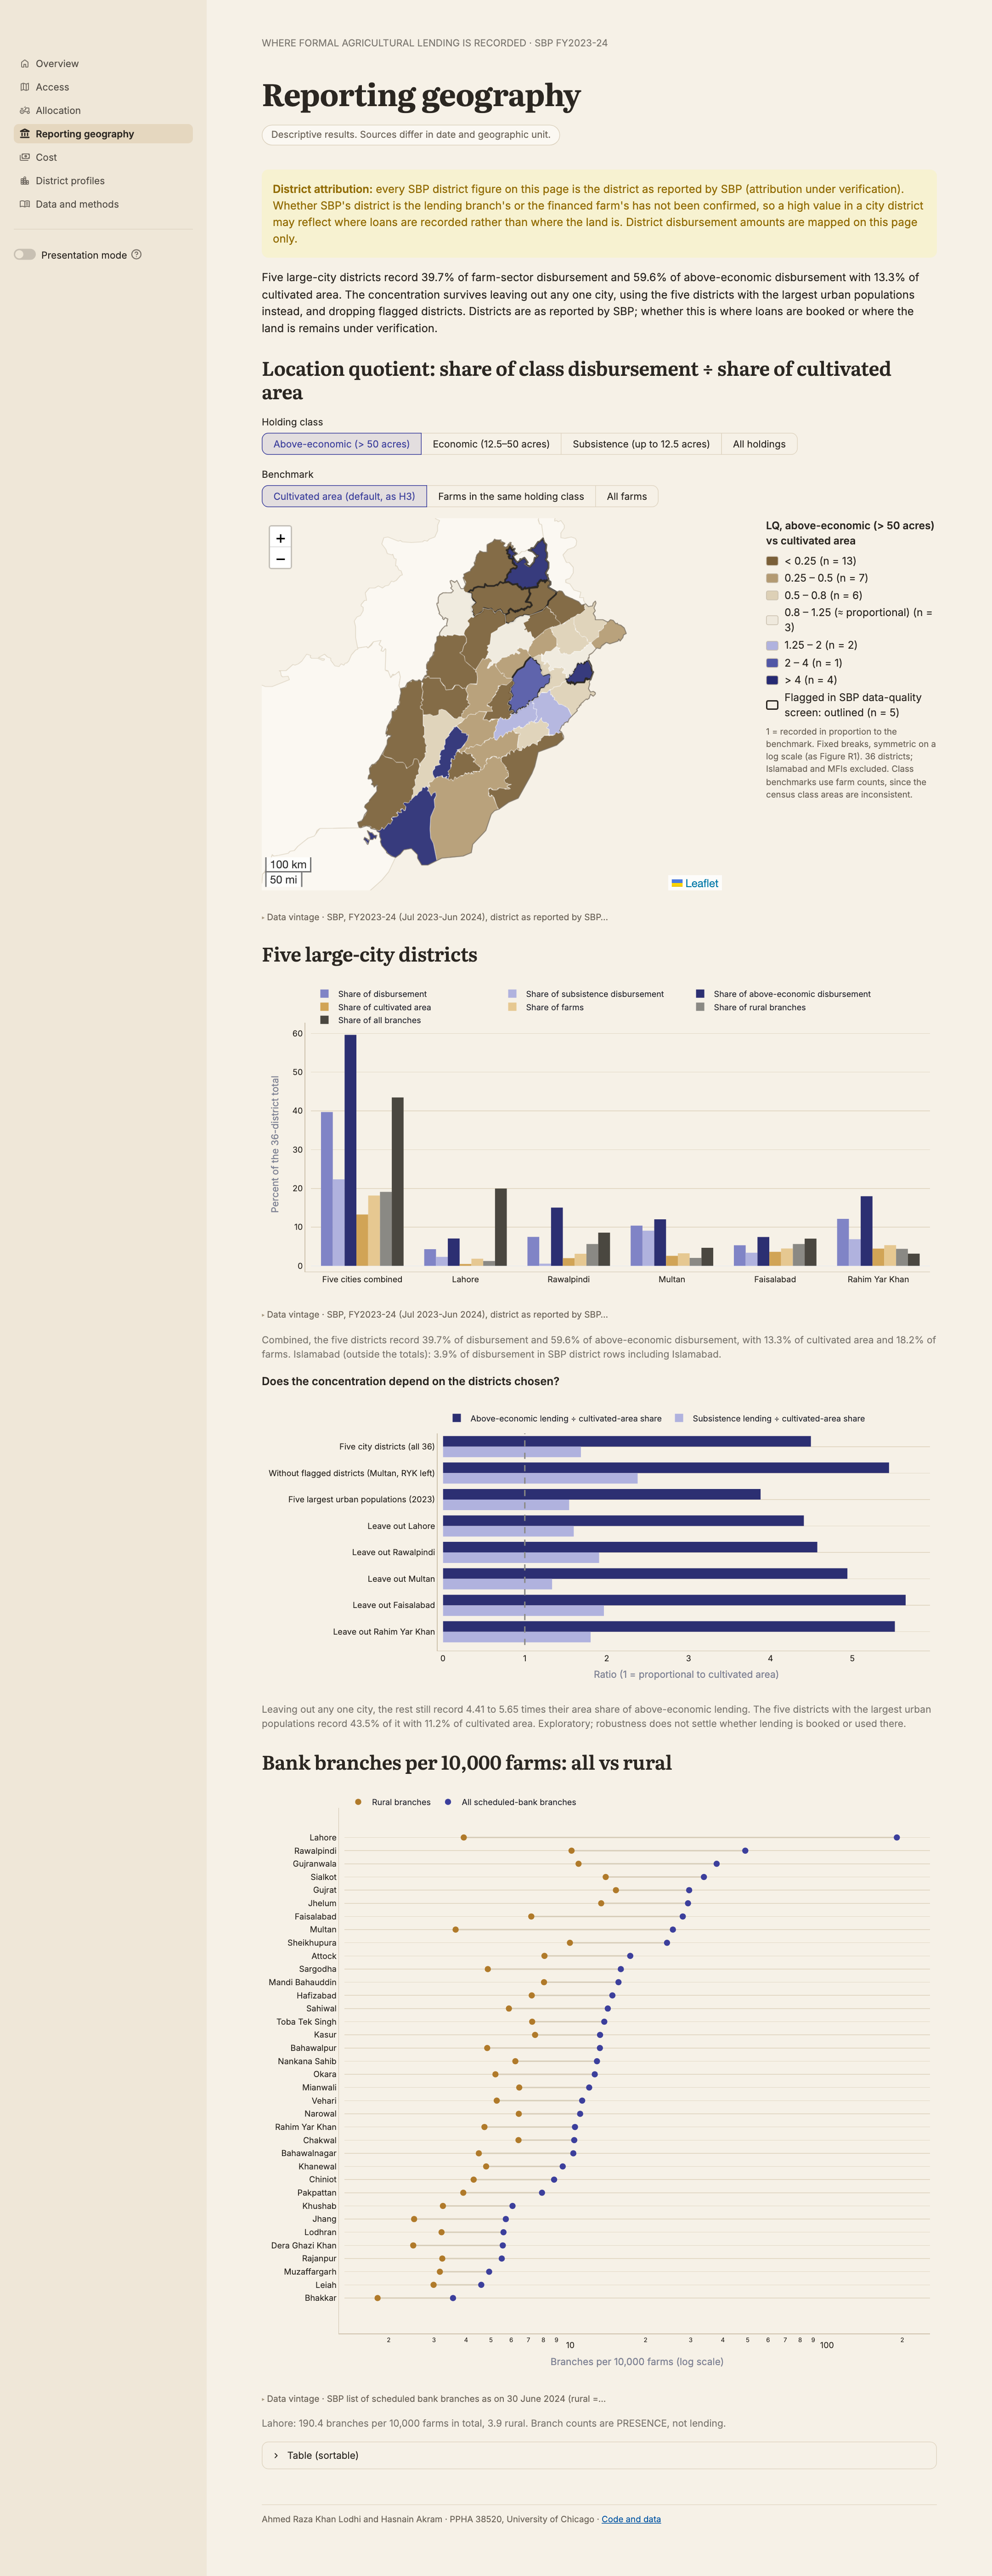 WHERE FORMAL AGRICULTURAL LENDING IS RECORDED · SBP FY2023-24
Overview
Access
Allocation
Reporting geography
Cost
District profiles
Data and methods
Presentation mode
Reporting geography
Descriptive results. Sources differ in date and geographic unit.
District attribution: every SBP district figure on this page is the district as reported by SBP (attribution under verification).
Whether SBP's district is the lending branch's or the financed farm's has not been confirmed, so a high value in a city district
may reflect where loans are recorded rather than where the land is. District disbursement amounts are mapped on this page
only.
Five large-city districts record 39.7% of farm-sector disbursement and 59.6% of above-economic disbursement with 13.3% of
cultivated area. The concentration survives leaving out any one city, using the five districts with the largest urban populations
instead, and dropping flagged districts. Districts are as reported by SBP; whether this is where loans are booked or where the
land is remains under verification.
Location quotient: share of class disbursement ÷ share of cultivated
area
Holding class
Above-economic (> 50 acres)
Economic (12.5–50 acres)
Subsistence (up to 12.5 acres)
All holdings
Benchmark
Cultivated area (default, as H3)
Farms in the same holding class
All farms
+
−
100 km
50 mi
Leaflet
LQ, above-economic (> 50 acres)
vs cultivated area
< 0.25 (n = 13)
0.25 – 0.5 (n = 7)
0.5 – 0.8 (n = 6)
0.8 – 1.25 (≈ proportional) (n =
3)
1.25 – 2 (n = 2)
2 – 4 (n = 1)
> 4 (n = 4)
Flagged in SBP data-quality
screen: outlined (n = 5)
1 = recorded in proportion to the
benchmark. Fixed breaks, symmetric on a
log scale (as Figure R1). 36 districts;
Islamabad and MFIs excluded. Class
benchmarks use farm counts, since the
census class areas are inconsistent.
Data vintage · SBP, FY2023-24 (Jul 2023-Jun 2024), district as reported by SBP...
Five large-city districts
Share of disbursement
Share of subsistence disbursement
Share of above-economic disbursement
Share of cultivated area
Share of farms
Share of rural branches
Share of all branches
Percent of the 36-district total
60
50
40
30
20
10
0
Five cities combined
Lahore
Rawalpindi
Multan
Faisalabad
Rahim Yar Khan
Data vintage · SBP, FY2023-24 (Jul 2023-Jun 2024), district as reported by SBP...
Combined, the five districts record 39.7% of disbursement and 59.6% of above-economic disbursement, with 13.3% of cultivated area and 18.2% of
farms. Islamabad (outside the totals): 3.9% of disbursement in SBP district rows including Islamabad.
Does the concentration depend on the districts chosen?
Above-economic lending ÷ cultivated-area share
Subsistence lending ÷ cultivated-area share
Five city districts (all 36)
Without flagged districts (Multan, RYK left)
Five largest urban populations (2023)
Leave out Lahore
Leave out Rawalpindi
Leave out Multan
Leave out Faisalabad
Leave out Rahim Yar Khan
0
1
2
3
4
5
Ratio (1 = proportional to cultivated area)
Leaving out any one city, the rest still record 4.41 to 5.65 times their area share of above-economic lending. The five districts with the largest urban
populations record 43.5% of it with 11.2% of cultivated area. Exploratory; robustness does not settle whether lending is booked or used there.
Bank branches per 10,000 farms: all vs rural
Rural branches
All scheduled-bank branches
Lahore
Rawalpindi
Gujranwala
Sialkot
Gujrat
Jhelum
Faisalabad
Multan
Sheikhupura
Attock
Sargodha
Mandi Bahauddin
Hafizabad
Sahiwal
Toba Tek Singh
Kasur
Bahawalpur
Nankana Sahib
Okara
Mianwali
Vehari
Narowal
Rahim Yar Khan
Chakwal
Bahawalnagar
Khanewal
Chiniot
Pakpattan
Khushab
Jhang
Lodhran
Dera Ghazi Khan
Rajanpur
Muzaffargarh
Leiah
Bhakkar
2 3 4 5 6 7 8 9 10 2 3 4 5 6 7 8 9 100 2
Branches per 10,000 farms (log scale)
Data vintage · SBP list of scheduled bank branches as on 30 June 2024 (rural =...
Lahore: 190.4 branches per 10,000 farms in total, 3.9 rural. Branch counts are PRESENCE, not lending.
Table (sortable)
Ahmed Raza Khan Lodhi and Hasnain Akram · PPHA 38520, University of Chicago · Code and data